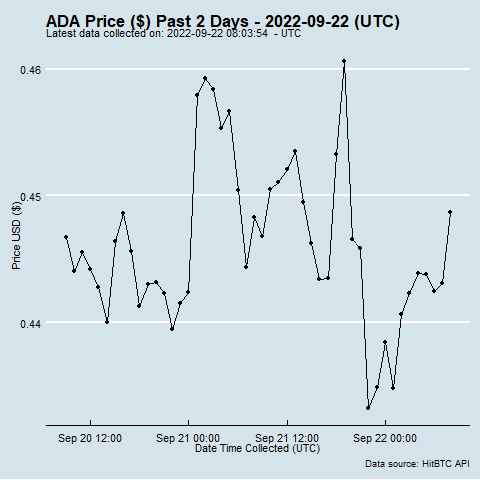 ADA Price ($) Past 2 Days - 2022-09-22 (UTC)
Latest data collected on: 2022-09-22 08:03:54 - UTC
0.46
0.45
0.44
Price USD ($)
Sep 20 12:00
Sep 21 00:00
Sep 21 12:00
Sep 22 00:00
Date Time Collected (UTC)
Data source: HitBTC API